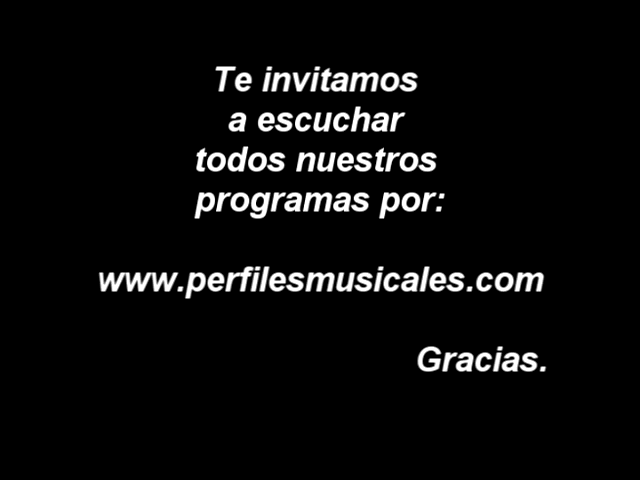 Te invitamos
a escuchar
todos nuestros
programas por:
www.perfilesmusicales.com
Gracias.